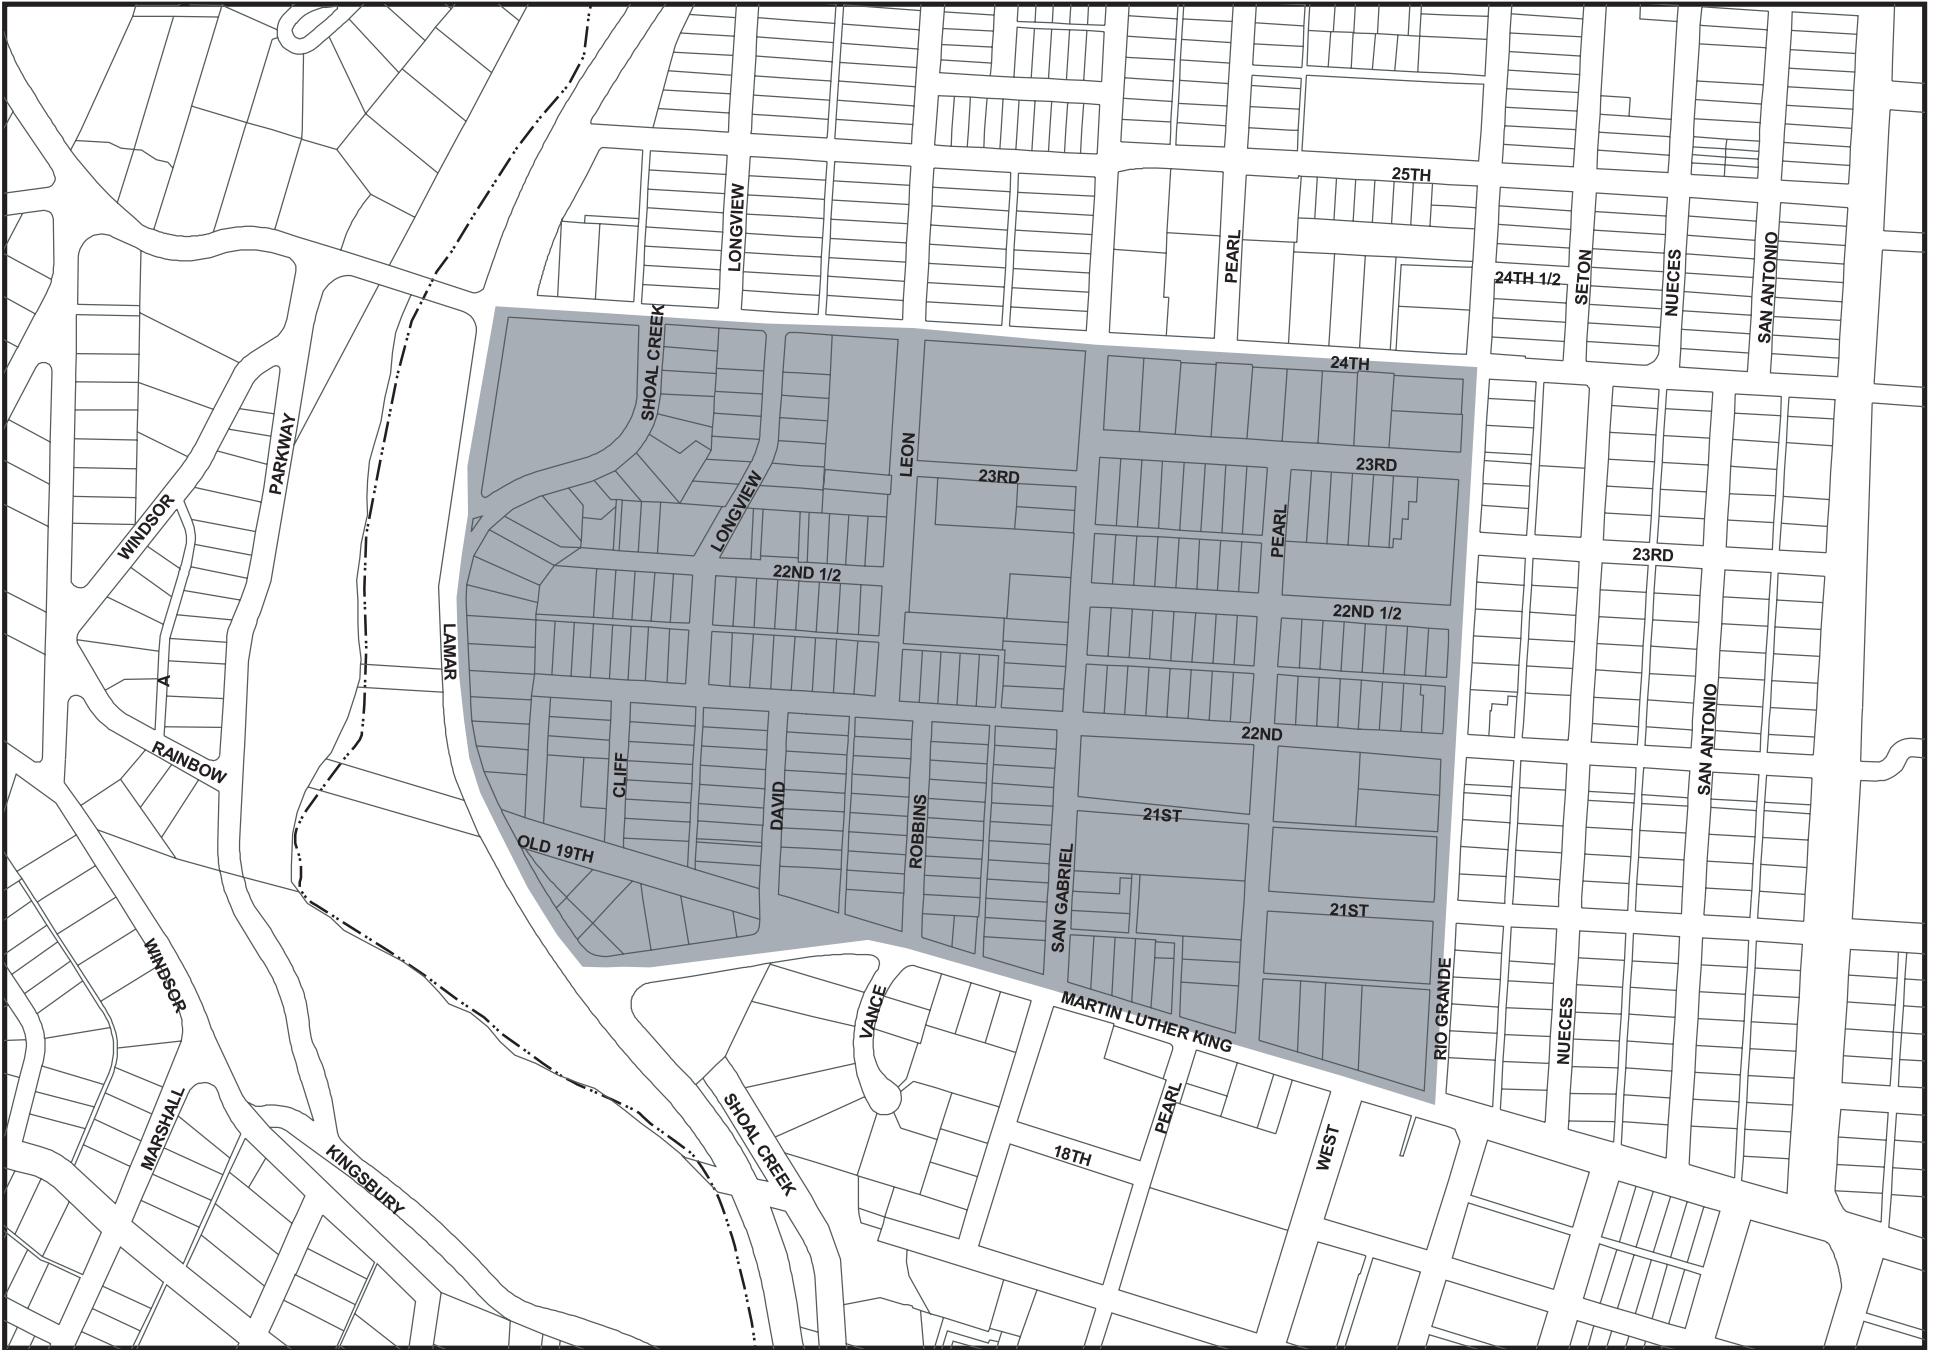 25TH
LONGVIEW
PEARL
24TH 1/2
SETON
NUECES
SAN ANTONIO
SHOAL CREEK
24TH
PARKWAY
LEON
23RD
23RD
WINDSOR
LONGVIEW
PEARL
23RD
22ND 1/2
22ND 1/2
LAMAR
A
SAN ANTONIO
22ND
RAINBOW
CLIFF
DAVID
ROBBINS
21ST
OLD 19TH
SAN GABRIEL
21ST
WINDSOR
VANCE
MARTIN LUTHER KING
RIO GRANDE
NUECES
MARSHALL
SHOAL CREEK
PEARL
WEST
18TH
KINGSBURY